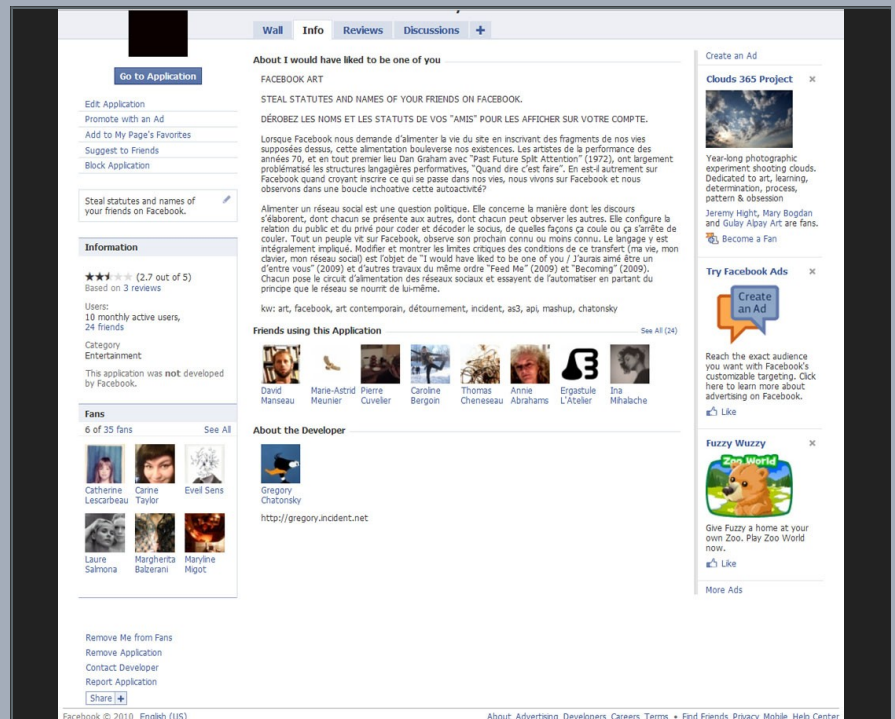 Wall Info Reviews Discussions +
Go to Application
Edit Application
Promote with an Ad
Add to My Page's Favorites
Suggest to Friends
Block Application
Steal statutes and names of
your friends on Facebook.
Information
(2.7 out of 5)
Based on 3 reviews
Users:
10 monthly active users,
24 friends
Category
Entertainment
This application was not developed
by Facebook.
Fans
6 of 35 fans See All
Catherine
Lescarbeau
Carine
Taylor
Eveil Sens
Laure
Salmona
Margherita
Balzerani
Maryline
Migot
Remove Me from Fans
Remove Application
Contact Developer
Report Application
Share +
About I would have liked to be one of you
FACEBOOK ART
STEAL STATUTES AND NAMES OF YOUR FRIENDS ON FACEBOOK.
DÉROBEZ LES NOMS ET LES STATUTS DE VOS "AMIS" POUR LES AFFICHER SUR VOTRE COMPTE.
Lorsque Facebook nous demande d'alimenter la vie du site en inscrivant des fragments de nos vies
supposées dessus, cette alimentation bouleverse nos existences. Les artistes de la performance des
années 70, et en tout premier lieu Dan Graham avec "Past Future Split Attention" (1972), ont largement
problématisé les structures langagières performatives, "Quand dire c'est faire". En est-il autrement sur
Facebook quand croyant inscrire ce qui se passe dans nos vies, nous vivons sur Facebook et nous
observons dans une boucle inchoative cette autoactivité?
Alimenter un réseau social est une question politique. Elle concerne la manière dont les discours
s'élaborent, dont chacun se présente aux autres, dont chacun peut observer les autres. Elle configure la
relation du public et du privé pour coder et décoder le socius, de quelles façons ça coule ou ça s'arrête de
couler. Tout un peuple vit sur Facebook, observe son prochain connu ou moins connu. Le langage y est
intégralement impliqué. Modifier et montrer les limites critiques des conditions de ce transfert (ma vie, mon
clavier, mon réseau social) est l'objet de "I would have liked to be one of you / J'aurais aimé être un
d'entre vous" (2009) et d'autres travaux du même ordre "Feed Me" (2009) et "Becoming" (2009).
Chacun pose le circuit d'alimentation des réseaux sociaux et essayent de l'automatiser en partant du
principe que le réseau se nourrit de lui-même.
kw: art, facebook, art contemporain, détournement, incident, as3, api, mashup, chatonsky
Friends using this Application See All (24)
David
Manseau
Marie-Astrid
Meunier
Pierre
Cuvelier
Caroline
Bergoin
Thomas
Cheneseau
Annie
Abrahams
Ergastule
L'Atelier
Ina
Mihalache
About the Developer
Gregory
Chatonsky
http://gregory.incident.net
Create an Ad
Clouds 365 Project
Year-long photographic
experiment shooting clouds.
Dedicated to art, learning,
determination, process,
pattern & obsession
Jeremy Hight, Mary Bogdan
and Gulay Alpay Art are fans.
Become a Fan
Try Facebook Ads
Create
an Ad
Reach the exact audience
you want with Facebook's
customizable targeting. Click
here to learn more about
advertising on Facebook.
Like
Fuzzy Wuzzy
Zoo World
Give Fuzzy a home at your
own Zoo. Play Zoo World
now.
Like
More Ads
Facebook © 2010 English (US)
About Advertising Developers Careers Terms • Find Friends Privacy Mobile Help Center